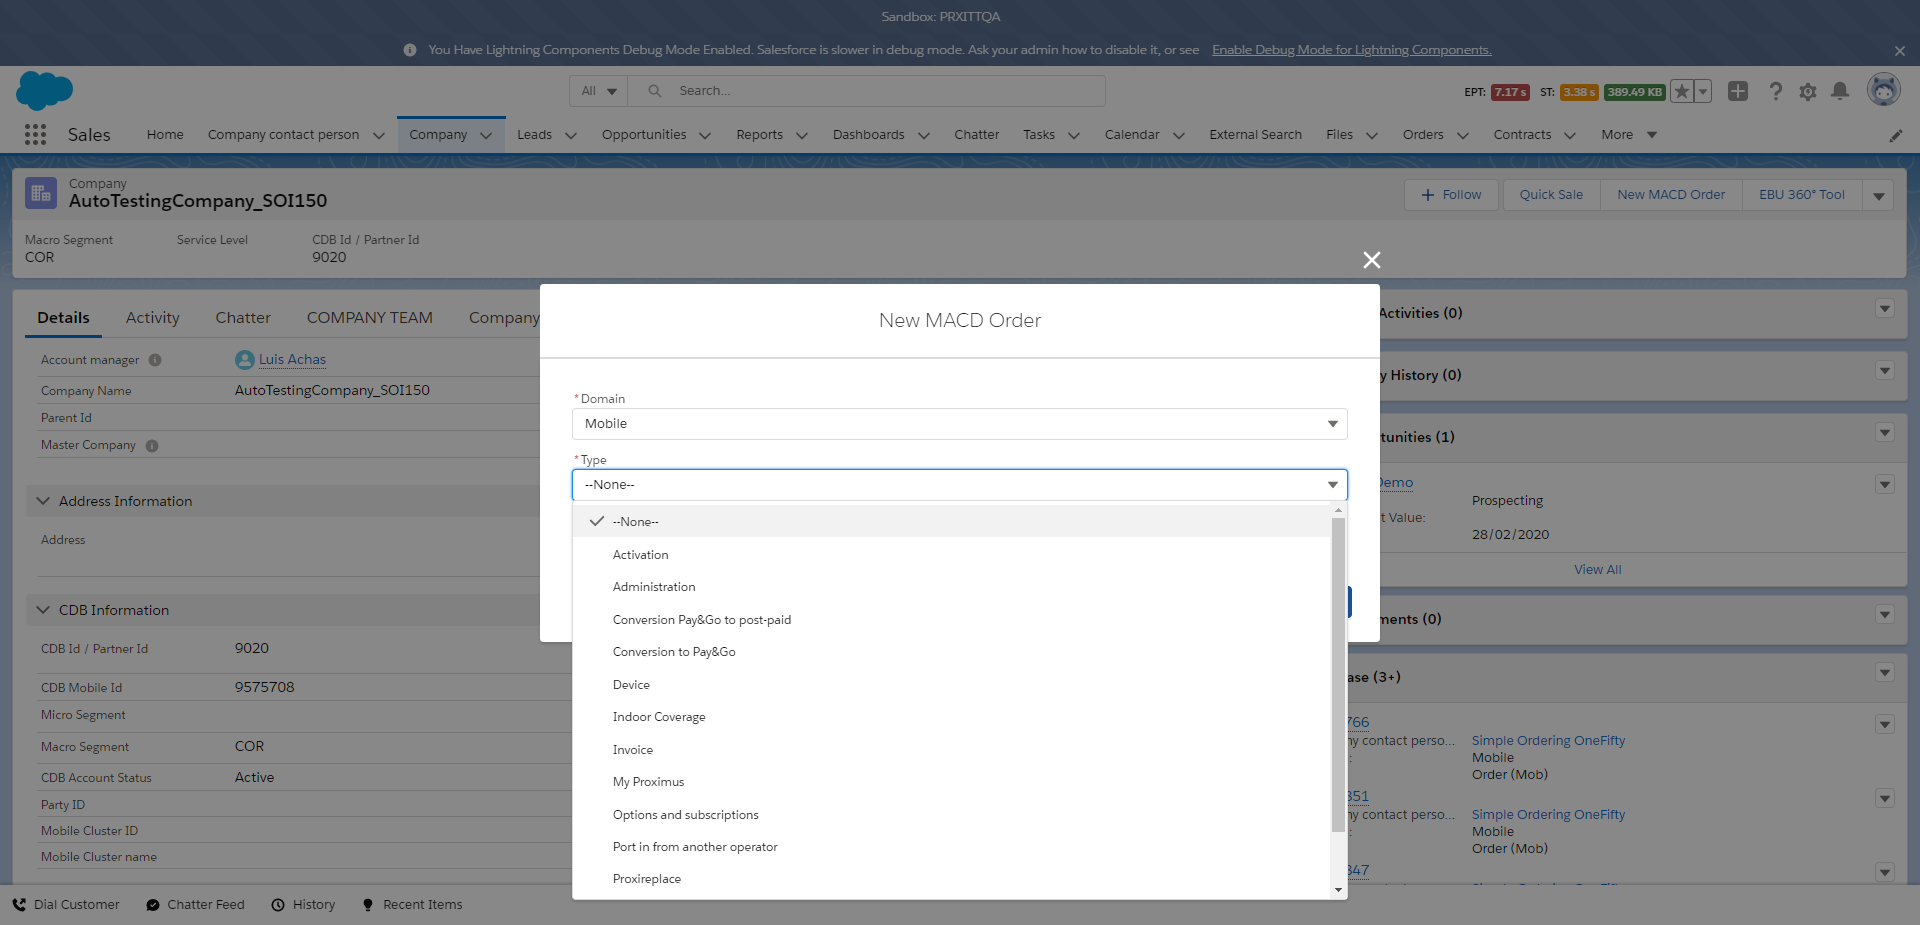 Sandbox: PRXITTQA
You Have Lightning Components Debug Mode Enabled. Salesforce is slower in debug mode. Ask your admin how to disable it, or see Enable Debug Mode for Lightning Components.
All Search...
EPT: 7.17 s ST: 3.38 s 389.49 KB
Sales Home Company contact person Company Leads Opportunities Reports Dashboards Chatter Tasks Calendar External Search Files Orders Contracts More
Company
AutoTestingCompany_SOI150
Follow Quick Sale New MACD Order EBU 360° Tool
Macro Segment Service Level CDB Id / Partner Id
COR 9020
Details Activity Chatter COMPANY TEAM Company
Account manager Luis Achas
Company Name AutoTestingCompany_SOI150
Parent Id
Master Company
Address Information
Address
CDB Information
CDB Id / Partner Id 9020
CDB Mobile Id 9575708
Micro Segment
Macro Segment COR
CDB Account Status Active
Party ID
Mobile Cluster ID
Mobile Cluster name
New MACD Order
*Domain
Mobile
*Type
--None--
--None--
Activation
Administration
Conversion Pay&Go to post-paid
Conversion to Pay&Go
Device
Indoor Coverage
Invoice
My Proximus
Options and subscriptions
Port in from another operator
Proxireplace
Activities (0)
y History (0)
tunities (1)
Demo
Prospecting
t Value:
28/02/2020
View All
ments (0)
ase (3+)
766
ny contact perso... Simple Ordering OneFifty
: Mobile
Order (Mob)
351
ny contact perso... Simple Ordering OneFifty
: Mobile
Order (Mob)
347
Dial Customer Chatter Feed History Recent Items